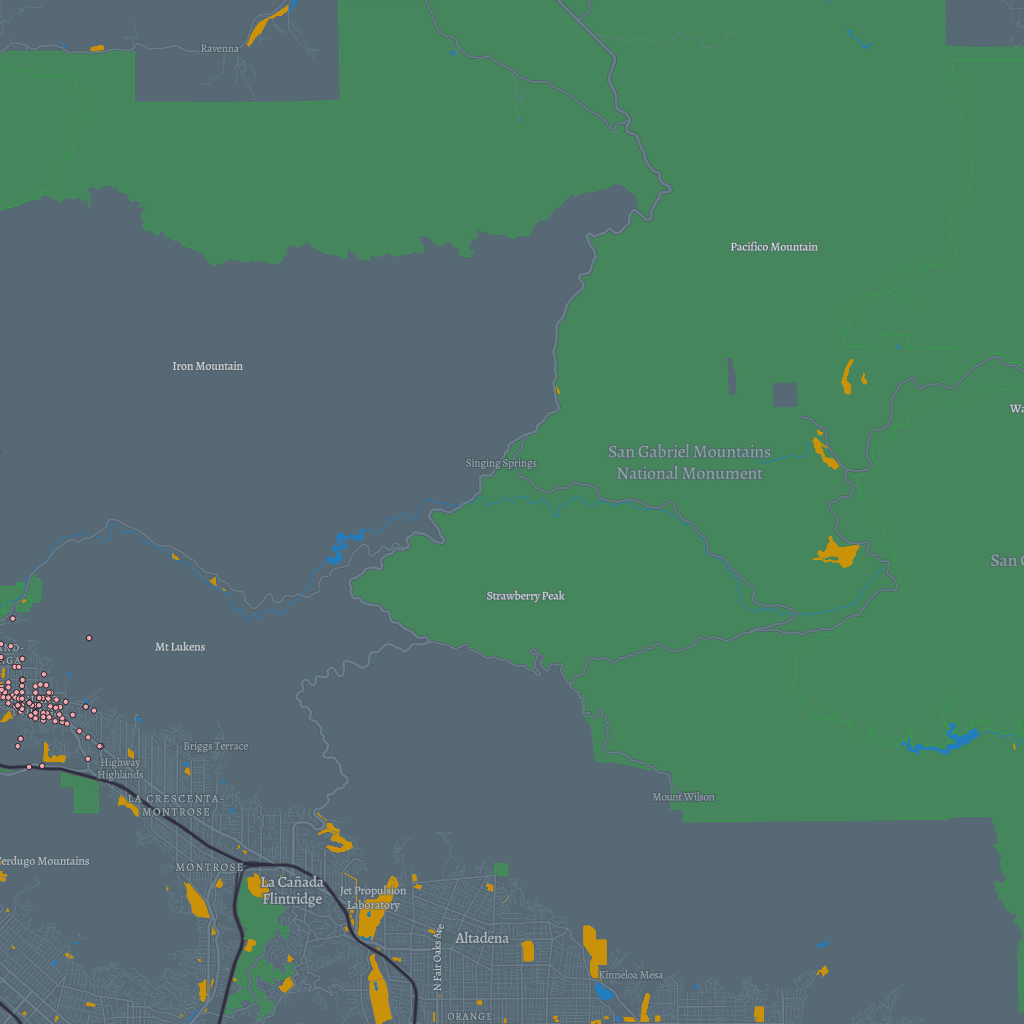 Ravenna
Pacifico Mountain
Iron Mountain
San Gabriel Mountains
National Monument
Singing Springs
Strawberry Peak
Mt Lukens
Briggs Terrace
Highway
Highlands
LA CRESCENTA-
MONTROSE
Mount Wilson
MONTROSE
La Cañada
Flintridge
Jet Propulsion
Laboratory
N Fair Oaks Ave
Altadena
Kinneloa Mesa
ORANGE